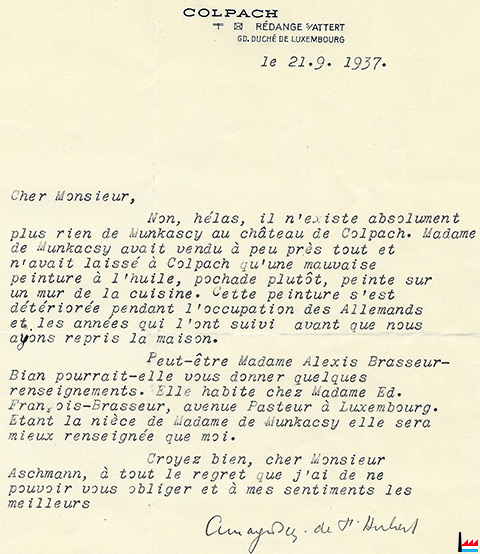 COLPACH
RÉDANGE S/ATTERT
GD. DUCHÉ DE LUXEMBOURG
le 21.9. 1937.
Cher Monsieur,
Non, hélas, il n'existe absolument
plus rien de Munkascy au château de Colpach. Madame
de Munkacsy avait vendu à peu près tout et
n'avait laissé à Colpach qu'une mauvaise
peinture à l'huile, pochade plutôt, peinte sur
un mur de la cuisine. Cette peinture s'est
détériorée pendant l'occupation des Allemands
et les années qui l'ont suivi avant que nous
ayons repris la maison.
Peut-être Madame Alexis Brasseur-
Bian pourrait-elle vous donner quelques
renseignements. Elle habite chez Madame Ed.
François-Brasseur, avenue Pasteur à Luxembourg.
Etant la nièce de Madame de Munkacsy elle sera
mieux renseignée que moi.
Croyez bien, cher Monsieur
Aschmann, à tout le regret que j'ai de ne
pouvoir vous obliger et à mes sentiments les
meilleurs
de St. Hubert